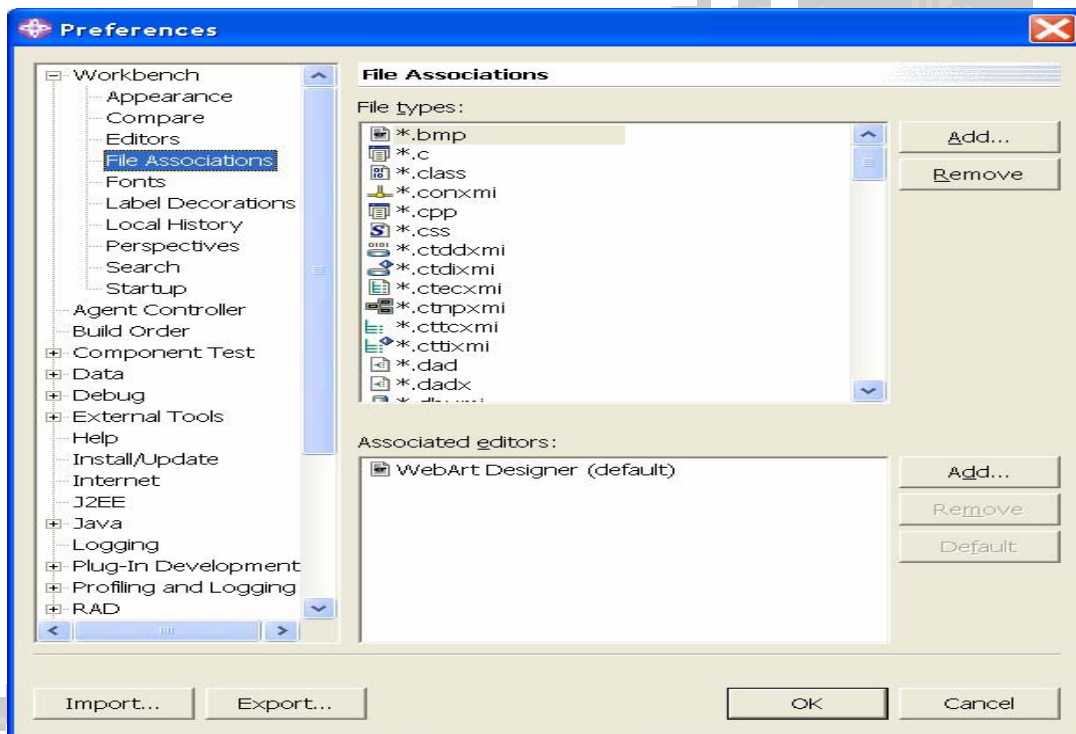 Preferences
Workbench
Appearance
Compare
Editors
File Associations
Fonts
Label Decorations
Local History
Perspectives
Search
Startup
Agent Controller
Build Order
Component Test
Data
Debug
External Tools
Help
Install/Update
Internet
J2EE
Java
Logging
Plug-In Development
Profiling and Logging
RAD
File Associations
File types:
*.bmp
*.c
*.class
*.conxmi
*.cpp
*.css
*.ctddxmi
*.ctdixmi
*.ctecxmi
*.ctnpxmi
*.cttcxmi
*.cttixmi
*.dad
*.dadx
Add...
Remove
Associated editors:
WebArt Designer (default)
Add...
Remove
Default
Import...
Export...
OK
Cancel